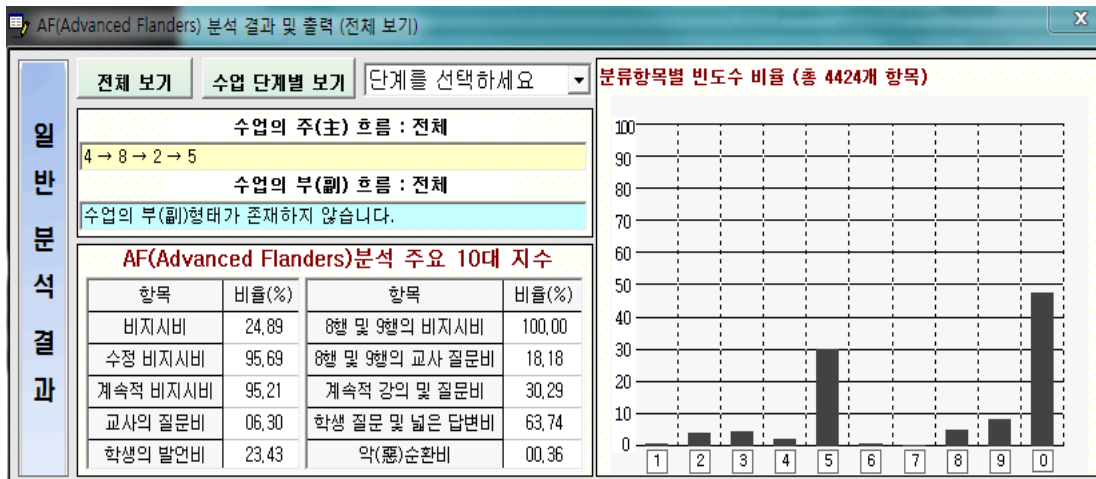 AF(Advanced Flanders) 분석 결과 및 출력 (전체 보기)
X
일반분석결과
전체 보기 수업 단계별 보기 단계를 선택하세요
수업의 주(主) 흐름 : 전체
4 → 8 → 2 → 5
수업의 부(副) 흐름 : 전체
수업의 부(副)형태가 존재하지 않습니다.
AF(Advanced Flanders)분석 주요 10대 지수
항목 비율(%) 항목 비율(%)
비지시비 24,89 8행 및 9행의 비지시비 100,00
수정 비지시비 95,69 8행 및 9행의 교사 질문비 18,18
계속적 비지시비 95,21 계속적 강의 및 질문비 30,29
교사의 질문비 06,30 학생 질문 및 넓은 답변비 63,74
학생의 발언비 23,43 악(惡)순환비 00,36
분류항목별 빈도수 비율 (총 4424개 항목)
100
90
80
70
60
50
40
30
20
10
0
1 2 3 4 5 6 7 8 9 0